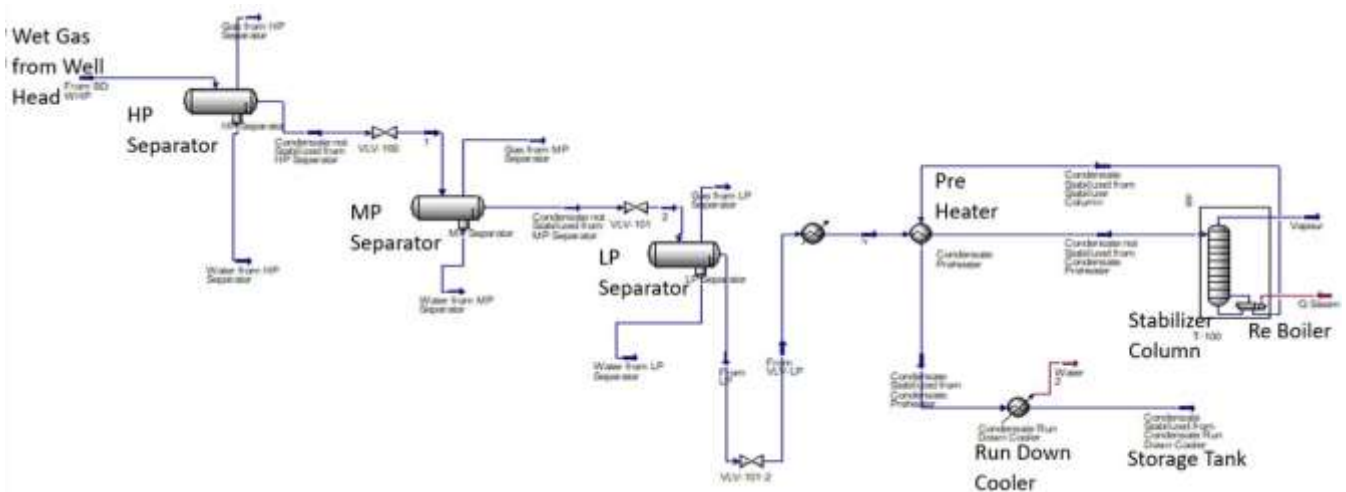 Wet Gas
from Well
Head
From BD
WHP
Gas from HP
Separator
HP Separator
HP
Separator
Condensate not
Stabilized from
HP Separator
VLV-100
1
Water from HP
Separator
Gas from MP
Separator
MP
Separator
MP Separator
Condensate not
Stabilized from
MP Separator
VLV-101
2
Water from MP
Separator
Gas from LP
Separator
LP
Separator
LP Separator
Water from LP
Separator
From
VLV-101-2
From
VLV-LP
Pre
Heater
Condensate
Preheater
Condensate
Stabilized from
Stabilizer
Column
Condensate not
Stabilized from
Condensate
Preheater
Vapour
Q Steam
T-100
Stabilizer
Column
Re Boiler
Condensate
Stabilized from
Condensate
Preheater
Water
2
Condensate Run
Down Cooler
Run Down
Cooler
Condensate
Stabilized from
Condensate Run
Down Cooler
Storage Tank